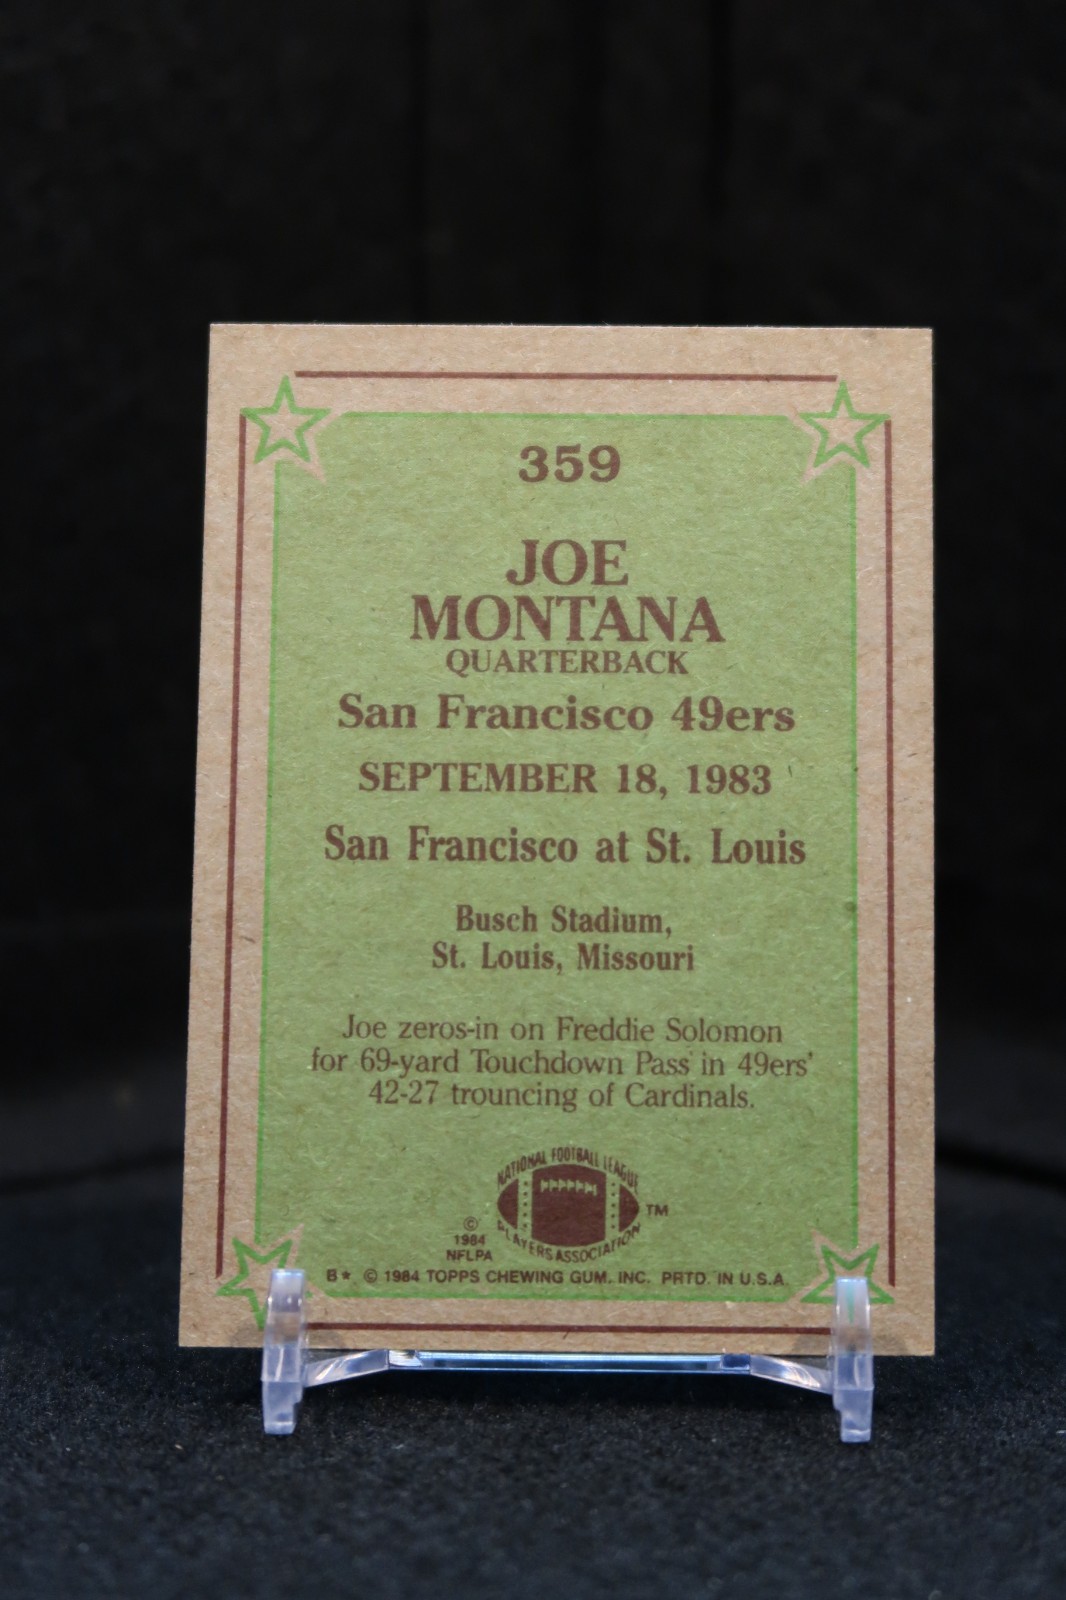 359
JOE
MONTANA
QUARTERBACK
San Francisco 49ers
SEPTEMBER 18, 1983
San Francisco at St. Louis
Busch Stadium,
St. Louis, Missouri
Joe zeros-in on Freddie Solomon
for 69-yard Touchdown Pass in 49ers'
42-27 trouncing of Cardinals.
NATIONAL FOOTBALL LEAGUE
PLAYERS ASSOCIATION
TM
©
1984
NFLPA
B* © 1984 TOPPS CHEWING GUM, INC. PRTD. IN U.S.A.